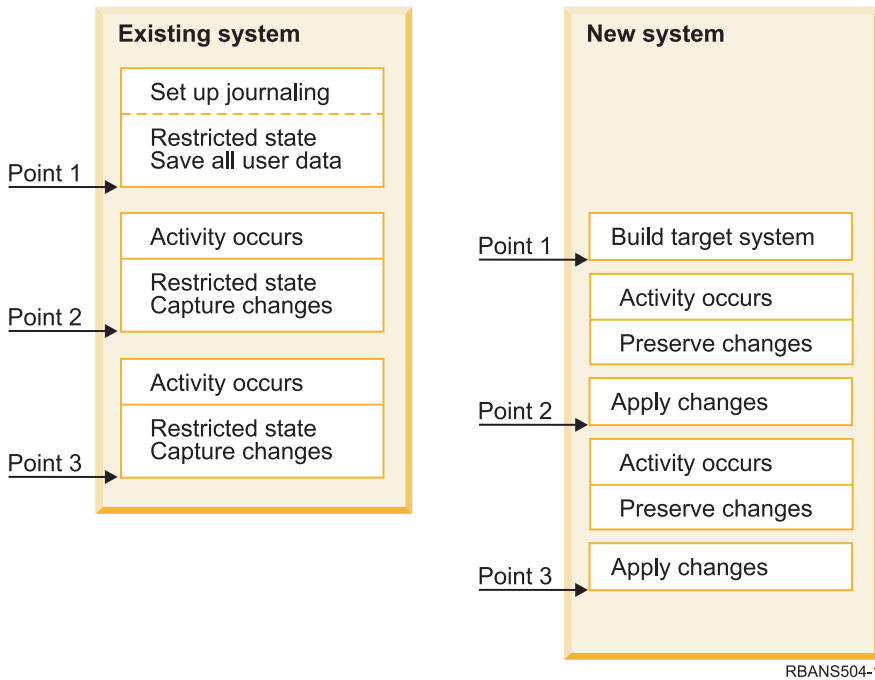 Existing system
Set up journaling
Restricted state
Save all user data
Point 1
Activity occurs
Restricted state
Capture changes
Point 2
Activity occurs
Restricted state
Capture changes
Point 3
New system
Point 1
Build target system
Activity occurs
Preserve changes
Point 2
Apply changes
Activity occurs
Preserve changes
Point 3
Apply changes
RBANS504-1